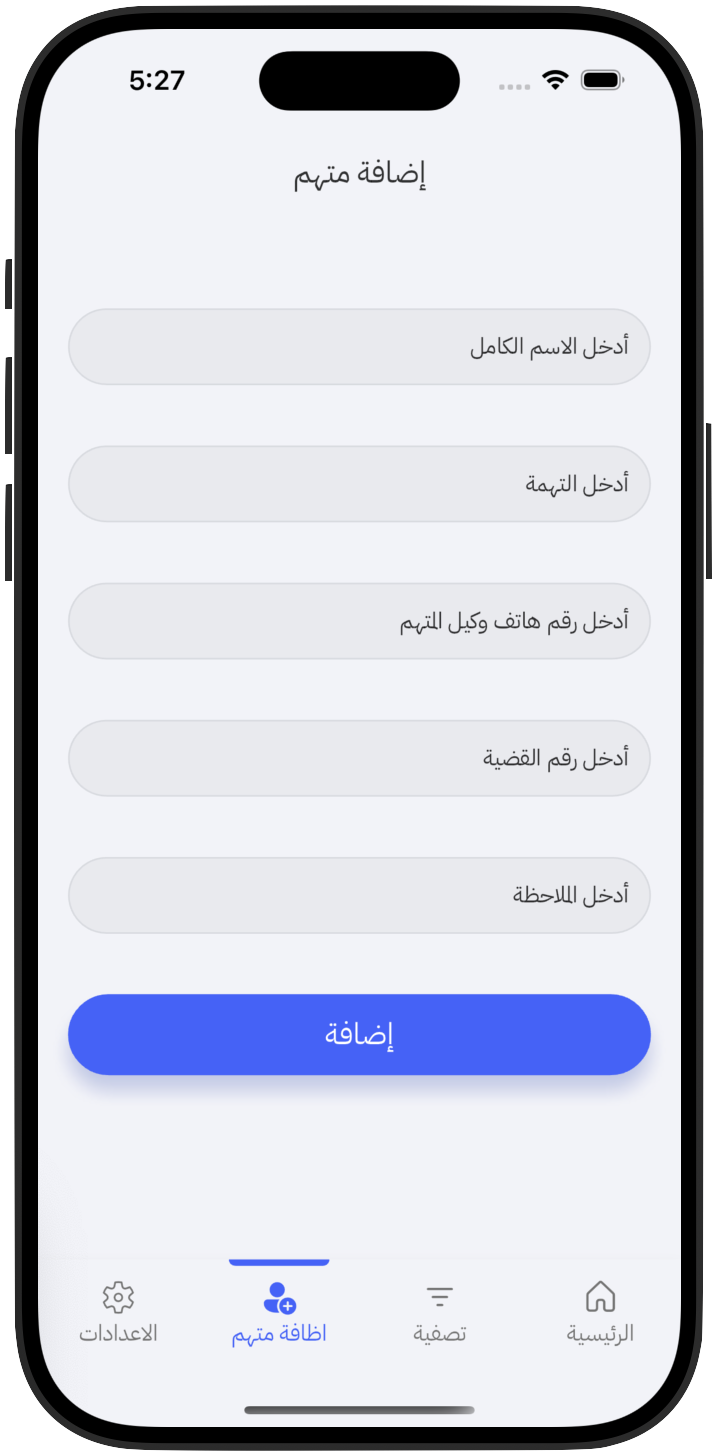 5:27
إضافة متهم
أدخل الاسم الكامل
أدخل التهمة
أدخل رقم هاتف وكيل المتهم
أدخل رقم القضية
أدخل الملاحظة
إضافة
الرئيسية
تصفية
اظافة متهم
الاعدادات